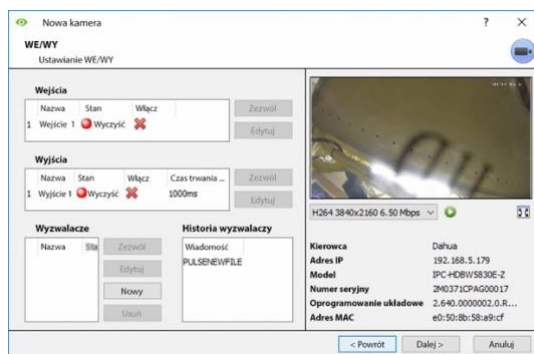 Nowa kamera
WE/WY
Ustawianie WE/WY
Wejścia
Nazwa Stan Włącz
1 Wejście 1 Wyczyść
Zezwól
Edytuj
Wyjścia
Nazwa Stan Włącz Czas trwania ...
1 Wyjście 1 Wyczyść 1000ms
Zezwól
Edytuj
Wyzwalacze
Nazwa Sta
Zezwól
Edytuj
Nowy
Usuń
Historia wyzwalaczy
Wiadomość
PULSENEWFILE
H264 3840x2160 6.50 Mbps
Kierowca Dahua
Adres IP 192.168.5.179
Model IPC-HDBW5830E-Z
Numer seryjny 2M0371CPAG00017
Oprogramowanie układowe 2.640.0000002.0.R...
Adres MAC e0:50:8b:58:a9:cf
< Powrót Dalej > Anuluj